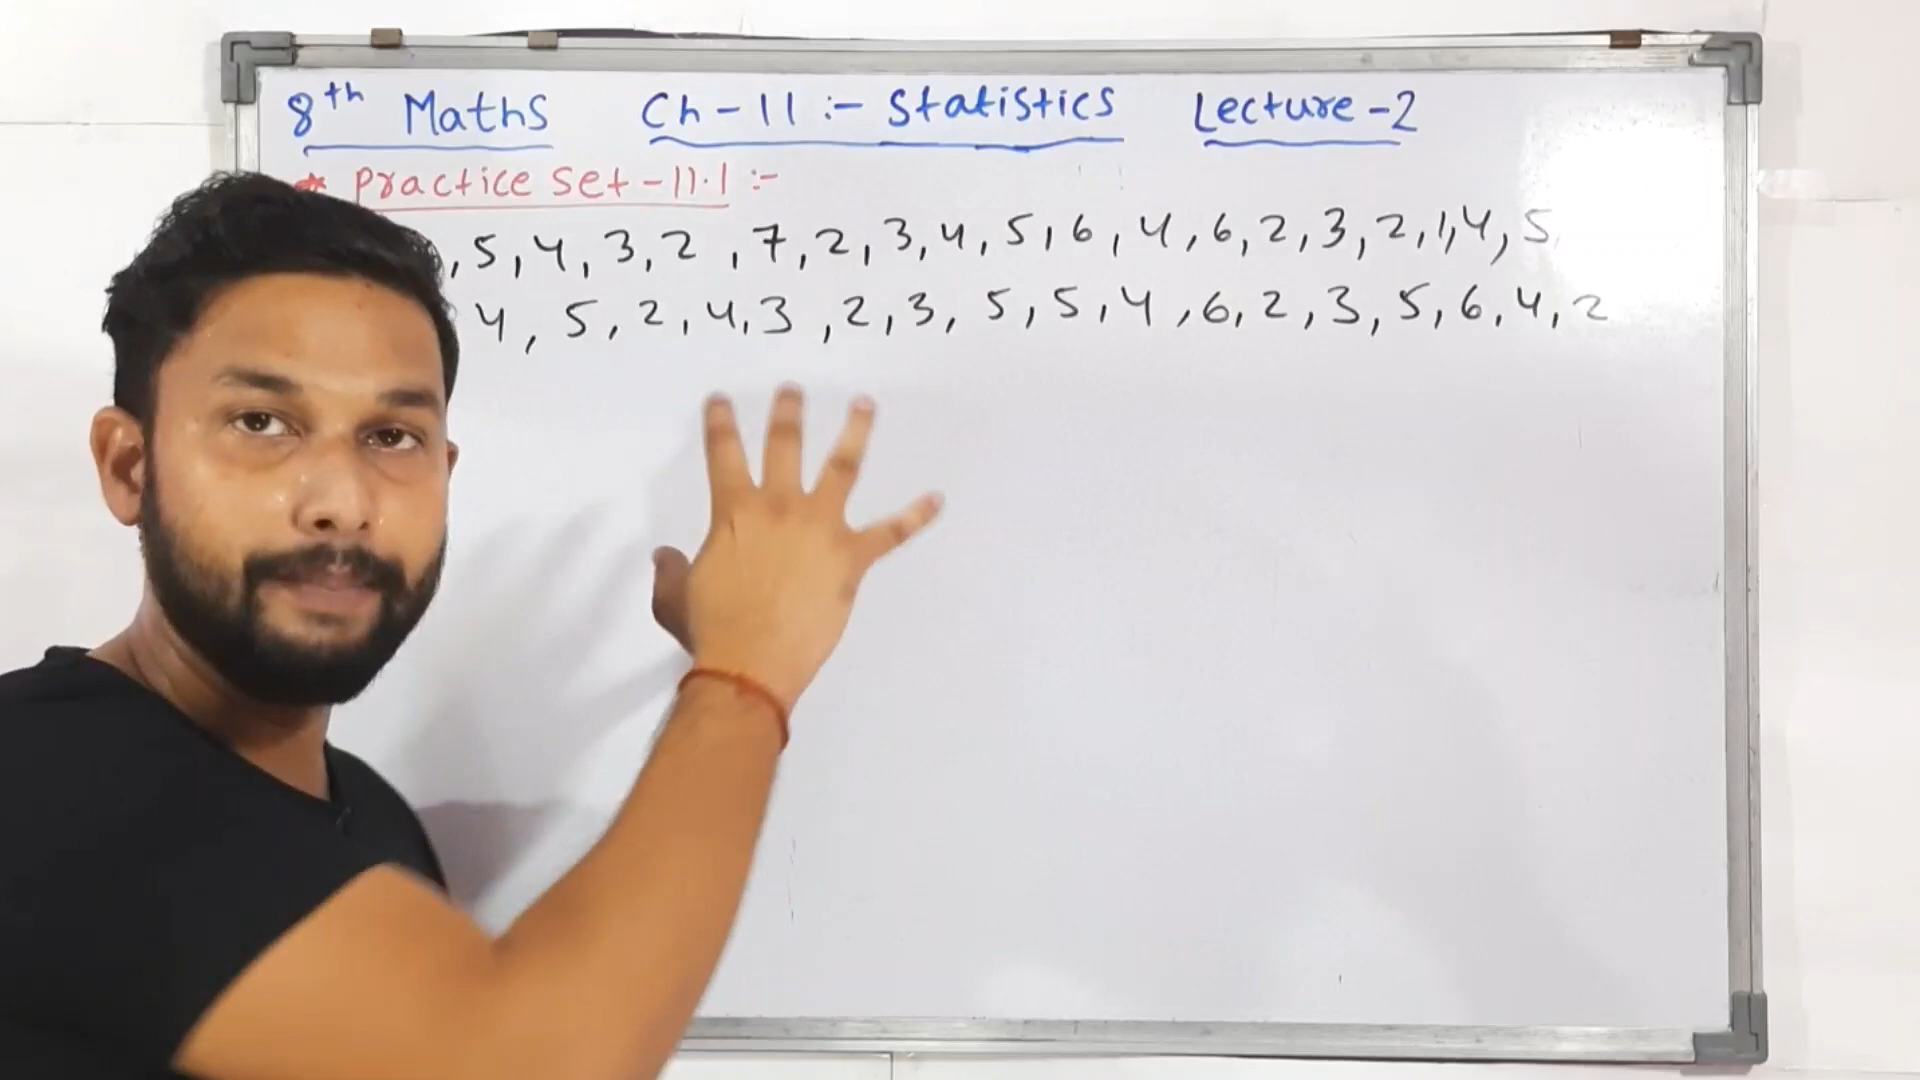 8th Maths Ch-11 :- Statistics Lecture-2
* Practice set-11.1 :-
, 5, 4, 3, 2 , 7, 2, 3, 4, 5, 6, 4, 6, 2, 3, 2, 1, 4, 5
4, 5, 2, 4, 3 , 2, 3, 5, 5, 4, 6, 2, 3, 5, 6, 4, 2